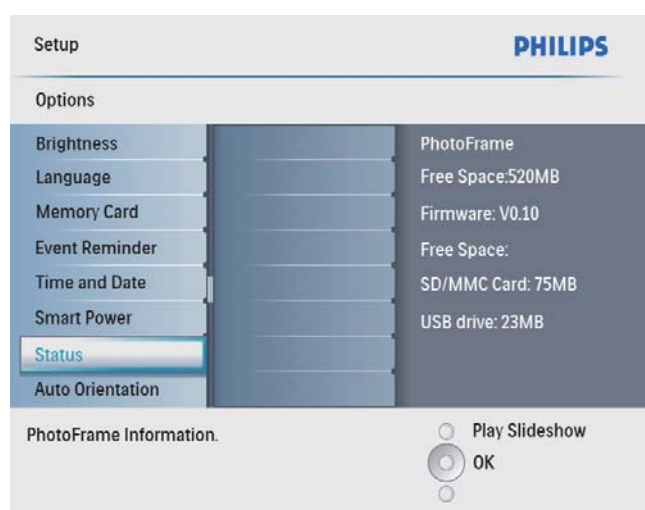 Setup
PHILIPS
Options
Brightness
Language
Memory Card
Event Reminder
Time and Date
Smart Power
Status
Auto Orientation
PhotoFrame
Free Space:520MB
Firmware: V0.10
Free Space:
SD/MMC Card: 75MB
USB drive: 23MB
PhotoFrame Information.
Play Slideshow
OK